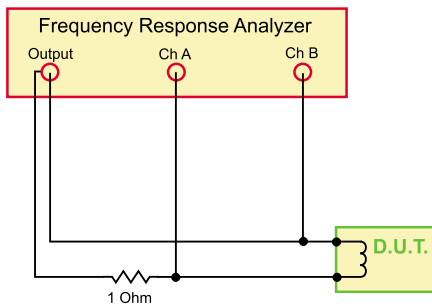 Frequency Response Analyzer
Output
Ch A
Ch B
D.U.T.
1 Ohm